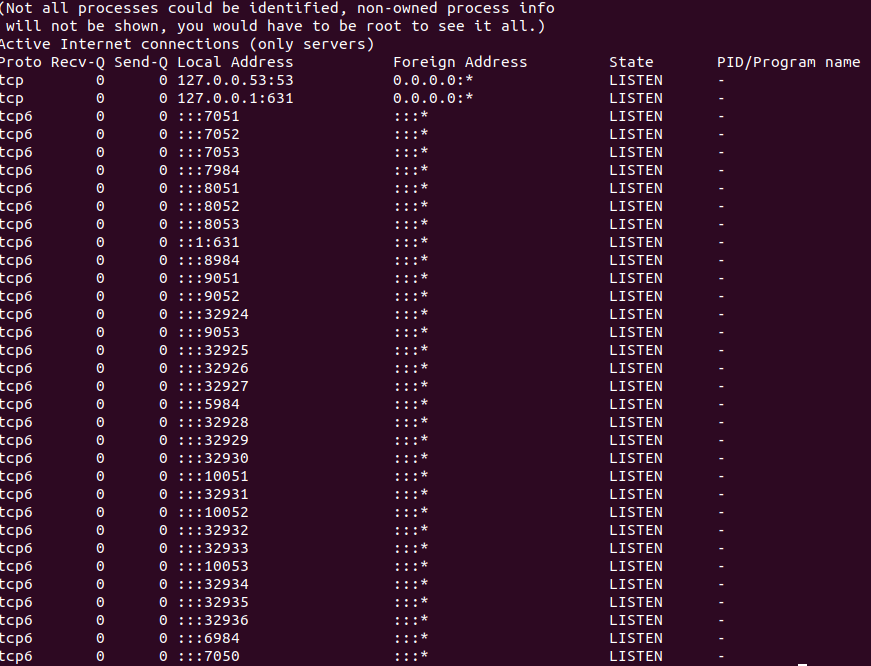 (Not all processes could be identified, non-owned process info
 will not be shown, you would have to be root to see it all.)
Active Internet connections (only servers)
Proto Recv-Q Send-Q Local Address           Foreign Address         State       PID/Program name
tcp        0      0 127.0.0.53:53           0.0.0.0:*               LISTEN      -
tcp        0      0 127.0.0.1:631           0.0.0.0:*               LISTEN      -
tcp6       0      0 :::7051                 :::*                    LISTEN      -
tcp6       0      0 :::7052                 :::*                    LISTEN      -
tcp6       0      0 :::7053                 :::*                    LISTEN      -
tcp6       0      0 :::7984                 :::*                    LISTEN      -
tcp6       0      0 :::8051                 :::*                    LISTEN      -
tcp6       0      0 :::8052                 :::*                    LISTEN      -
tcp6       0      0 :::8053                 :::*                    LISTEN      -
tcp6       0      0 ::1:631                 :::*                    LISTEN      -
tcp6       0      0 :::8984                 :::*                    LISTEN      -
tcp6       0      0 :::9051                 :::*                    LISTEN      -
tcp6       0      0 :::9052                 :::*                    LISTEN      -
tcp6       0      0 :::32924                :::*                    LISTEN      -
tcp6       0      0 :::9053                 :::*                    LISTEN      -
tcp6       0      0 :::32925                :::*                    LISTEN      -
tcp6       0      0 :::32926                :::*                    LISTEN      -
tcp6       0      0 :::32927                :::*                    LISTEN      -
tcp6       0      0 :::5984                 :::*                    LISTEN      -
tcp6       0      0 :::32928                :::*                    LISTEN      -
tcp6       0      0 :::32929                :::*                    LISTEN      -
tcp6       0      0 :::32930                :::*                    LISTEN      -
tcp6       0      0 :::10051                :::*                    LISTEN      -
tcp6       0      0 :::32931                :::*                    LISTEN      -
tcp6       0      0 :::10052                :::*                    LISTEN      -
tcp6       0      0 :::32932                :::*                    LISTEN      -
tcp6       0      0 :::32933                :::*                    LISTEN      -
tcp6       0      0 :::10053                :::*                    LISTEN      -
tcp6       0      0 :::32934                :::*                    LISTEN      -
tcp6       0      0 :::32935                :::*                    LISTEN      -
tcp6       0      0 :::32936                :::*                    LISTEN      -
tcp6       0      0 :::6984                 :::*                    LISTEN      -
tcp6       0      0 :::7050                 :::*                    LISTEN      -